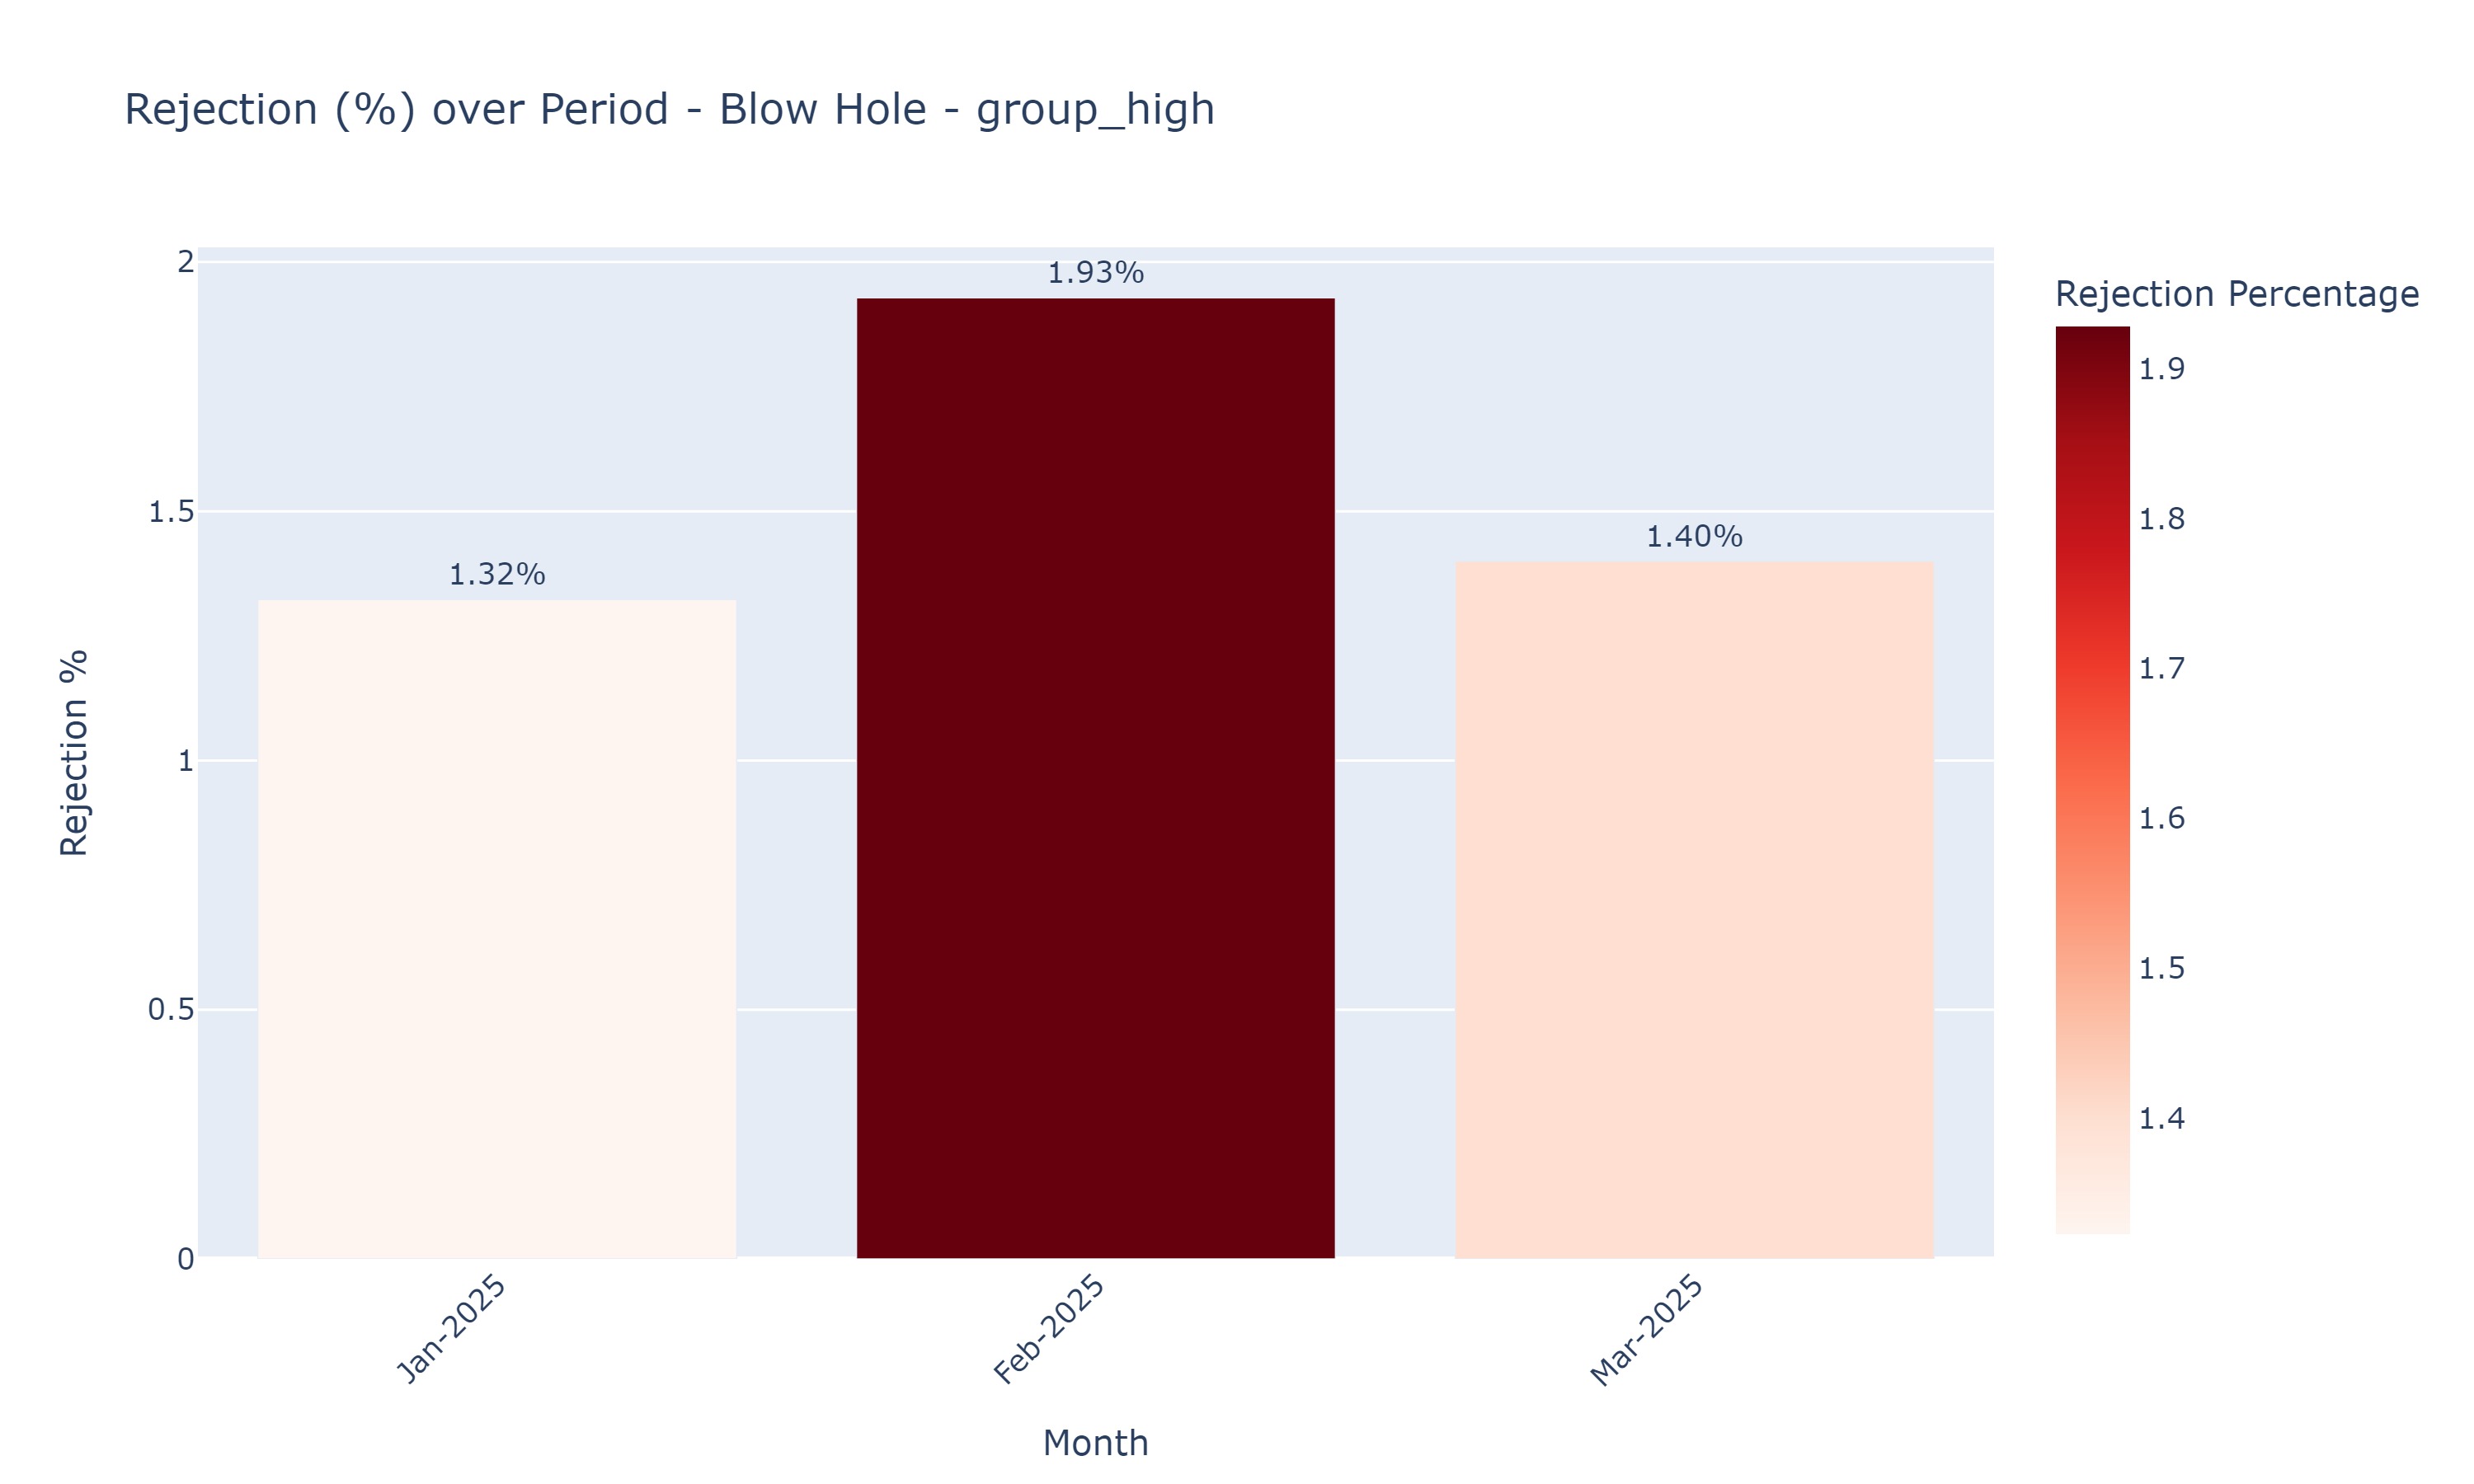 Rejection (%) over Period - Blow Hole - group_high
2
1.93%
Rejection Percentage
1.9
1.5
1.8
1.40%
1.32%
Rejection %
1.7
1
1.6
0.5
1.5
1.4
0
Jan-2025
Feb-2025
Mar-2025
Month